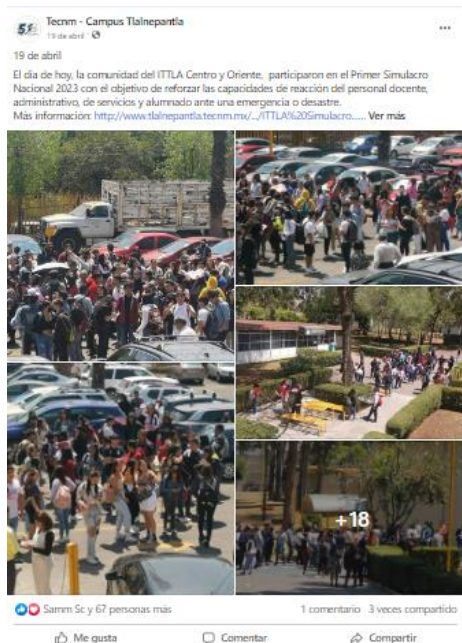 Tecnm - Campus Tlalnepantla
19 de abril
19 de abril
El día de hoy, la comunidad del ITTLA Centro y Oriente, participaron en el Primer Simulacro
Nacional 2023 con el objetivo de reforzar las capacidades de reacción del personal docente,
administrativo, de servicios y alumnado ante una emergencia o desastre.
Más información: http://www.tlalnepantla.tecnm.mx/.../ITTLA%20Simulacro...... Ver más
+18
Samm Sc y 67 personas más 1 comentario 3 veces compartido
Me gusta Comentar Compartir